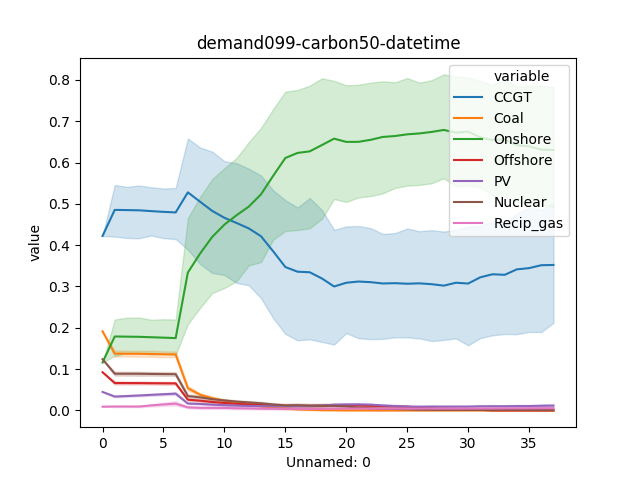 demand099-carbon50-datetime
value
0.8
0.7
0.6
0.5
0.4
0.3
0.2
0.1
0.0
variable
CCGT
Coal
Onshore
Offshore
PV
Nuclear
Recip_gas
0 5 10 15 20 25 30 35
Unnamed: 0